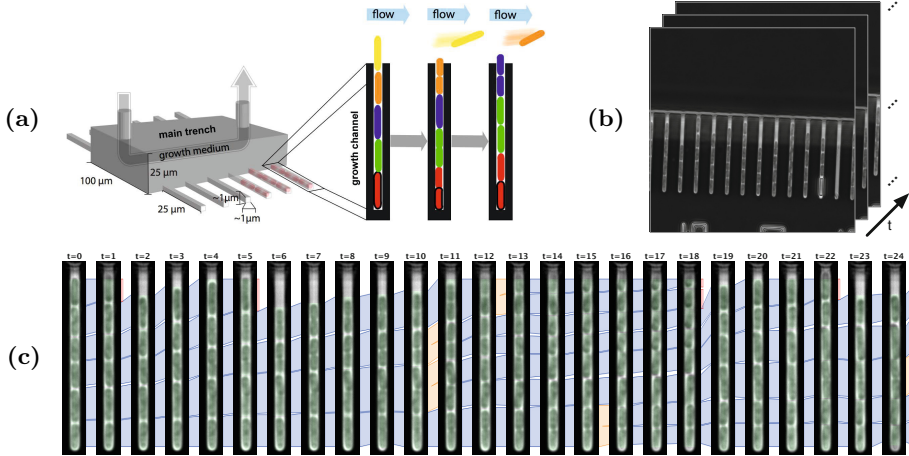 (a)
main trench
growth medium
25 µm
100 µm
25 µm
~1µm
~1µm
flow
flow
flow
growth channel
(b)
t
(c)
t=0 t=1 t=2 t=3 t=4 t=5 t=6 t=7 t=8 t=9 t=10 t=11 t=12 t=13 t=14 t=15 t=16 t=17 t=18 t=19 t=20 t=21 t=22 t=23 t=24